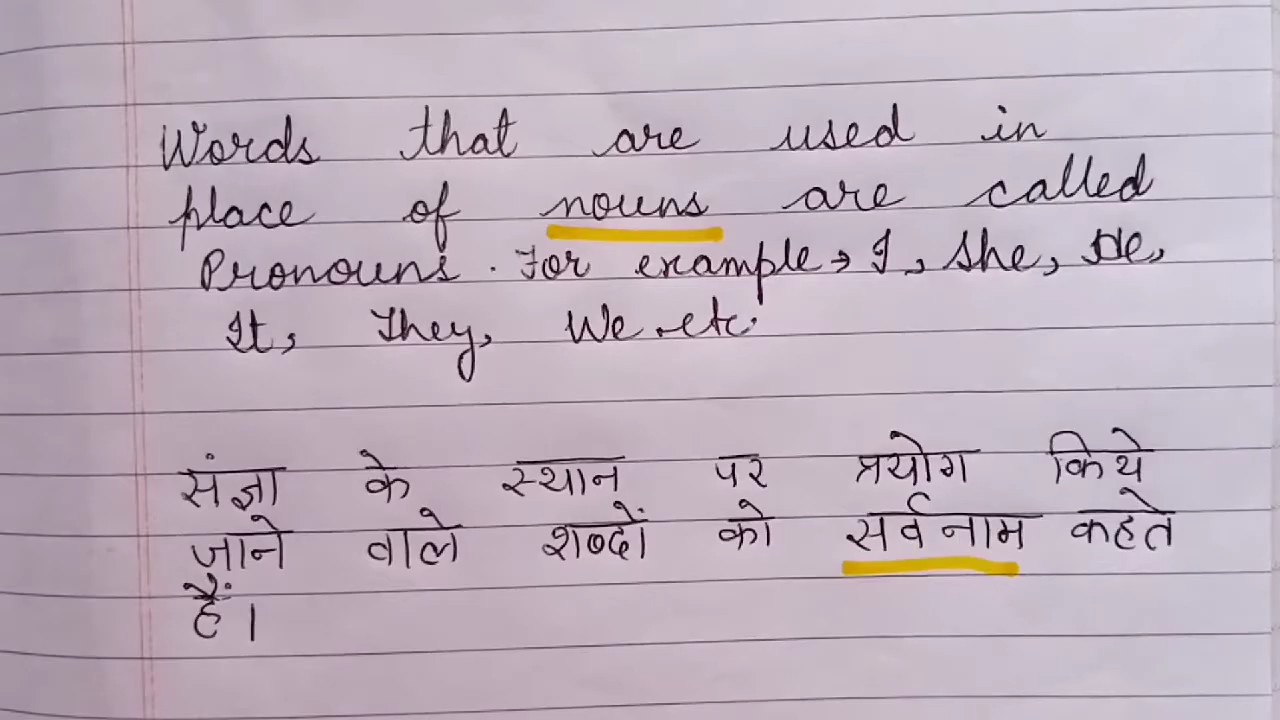 Words that are used in
place of nouns are called
Pronouns. For example → I, She, He,
It, They, We etc.
संज्ञा के स्थान पर प्रयोग किये
जाने वाले शब्दों को सर्वनाम कहते
हैं।